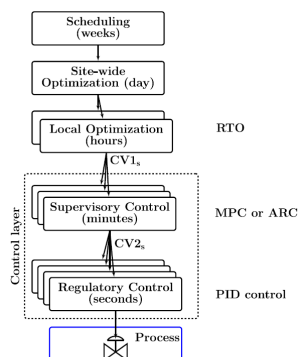 Scheduling
(weeks)
Site-wide
Optimization (day)
Local Optimization
(hours)
RTO
CV1s
Control layer
Supervisory Control
(minutes)
MPC or ARC
CV2s
Regulatory Control
(seconds)
PID control
Process